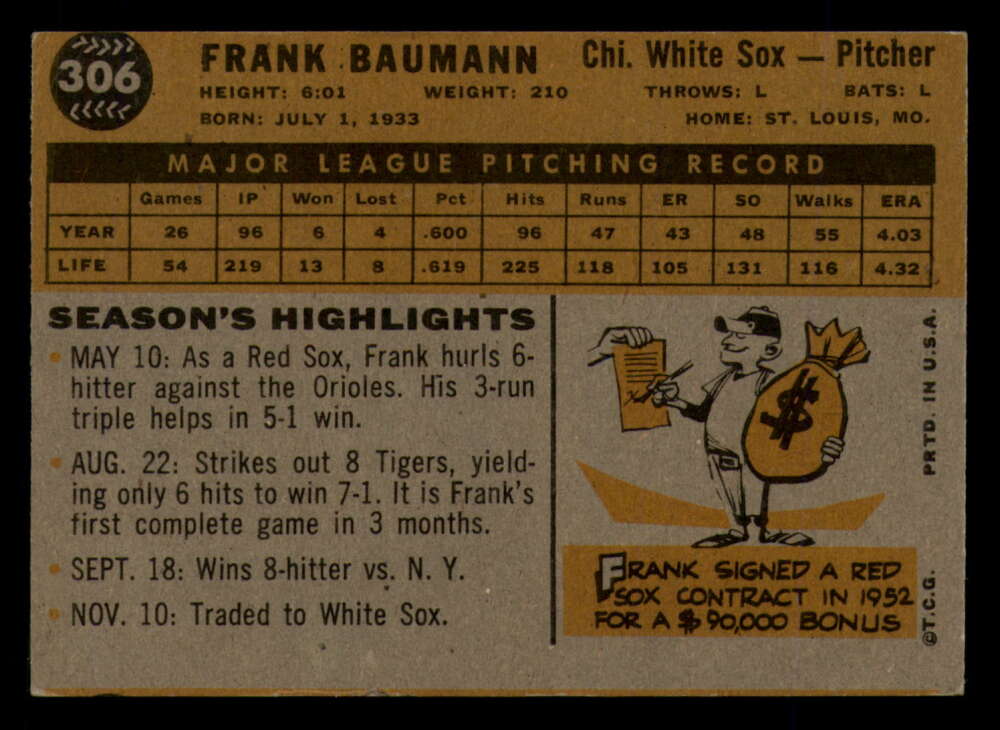 306
FRANK BAUMANN
Chi. White Sox — Pitcher
HEIGHT: 6:01 WEIGHT: 210 THROWS: L BATS: L
BORN: JULY 1, 1933 HOME: ST. LOUIS, MO.
MAJOR LEAGUE PITCHING RECORD
Games IP Won Lost Pct Hits Runs ER SO Walks ERA
YEAR 26 96 6 4 .600 96 47 43 48 55 4.03
LIFE 54 219 13 8 .619 225 118 105 131 116 4.32
SEASON'S HIGHLIGHTS
• MAY 10: As a Red Sox, Frank hurls 6-
hitter against the Orioles. His 3-run
triple helps in 5-1 win.
• AUG. 22: Strikes out 8 Tigers, yield-
ing only 6 hits to win 7-1. It is Frank's
first complete game in 3 months.
• SEPT. 18: Wins 8-hitter vs. N. Y.
• NOV. 10: Traded to White Sox.
$
FRANK SIGNED A RED
SOX CONTRACT IN 1952
FOR A $90,000 BONUS
©T.C.G. PRTD. IN U.S.A.